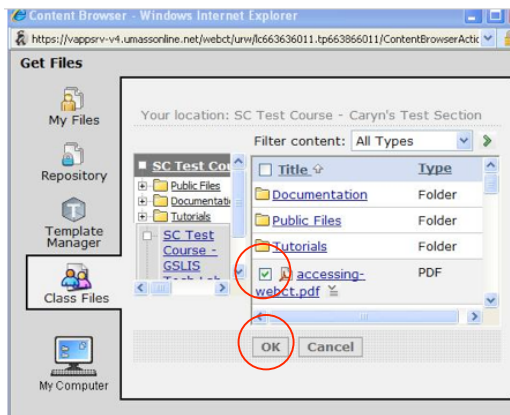 Content Browser - Windows Internet Explorer
https://vappsrv-v4.umassonline.net/webct/urw/lc663636011.tp663866011/ContentBrowserActic
Get Files
My Files
Repository
Template
Manager
Class Files
My Computer
Your location: SC Test Course - Caryn's Test Section
Filter content: All Types
SC Test Cou
Public Files
Documentati
Tutorials
SC Test
Course -
GSLIS
Title Type
Documentation Folder
Public Files Folder
Tutorials Folder
accessing- PDF
webct.pdf
OK Cancel